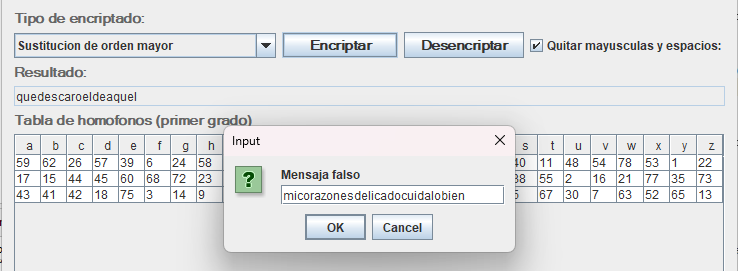 Tipo de encriptado:
Sustitucion de orden mayor Encriptar Desencriptar Quitar mayusculas y espacios:
Resultado:
quedescaroeldeaquel
Tabla de homofonos (primer grado)
Input
Mensaja falso
micorazonesdelicadocuidalobien
OK Cancel
a b c d e f g h s t u v w x y z
59 62 26 57 39 6 24 58 11 48 54 78 53 1 22
17 15 44 45 60 68 72 23 55 2 16 21 77 35 73
43 41 42 18 75 3 14 9 67 30 7 63 52 65 13